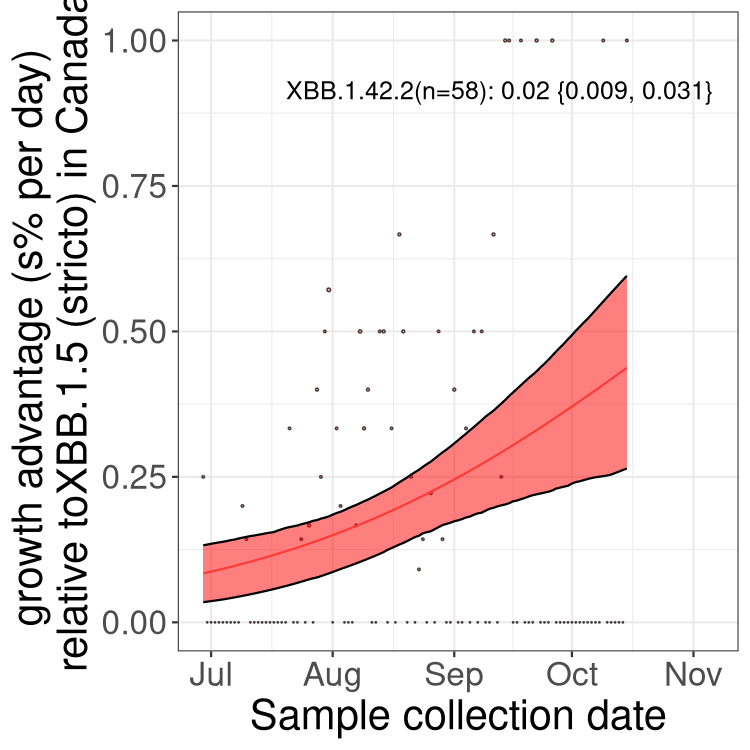 growth advantage (s% per day)
relative toXBB.1.5 (stricto) in Canada
1.00
0.75
0.50
0.25
0.00
XBB.1.42.2(n=58): 0.02 {0.009, 0.031}
Jul Aug Sep Oct Nov
Sample collection date